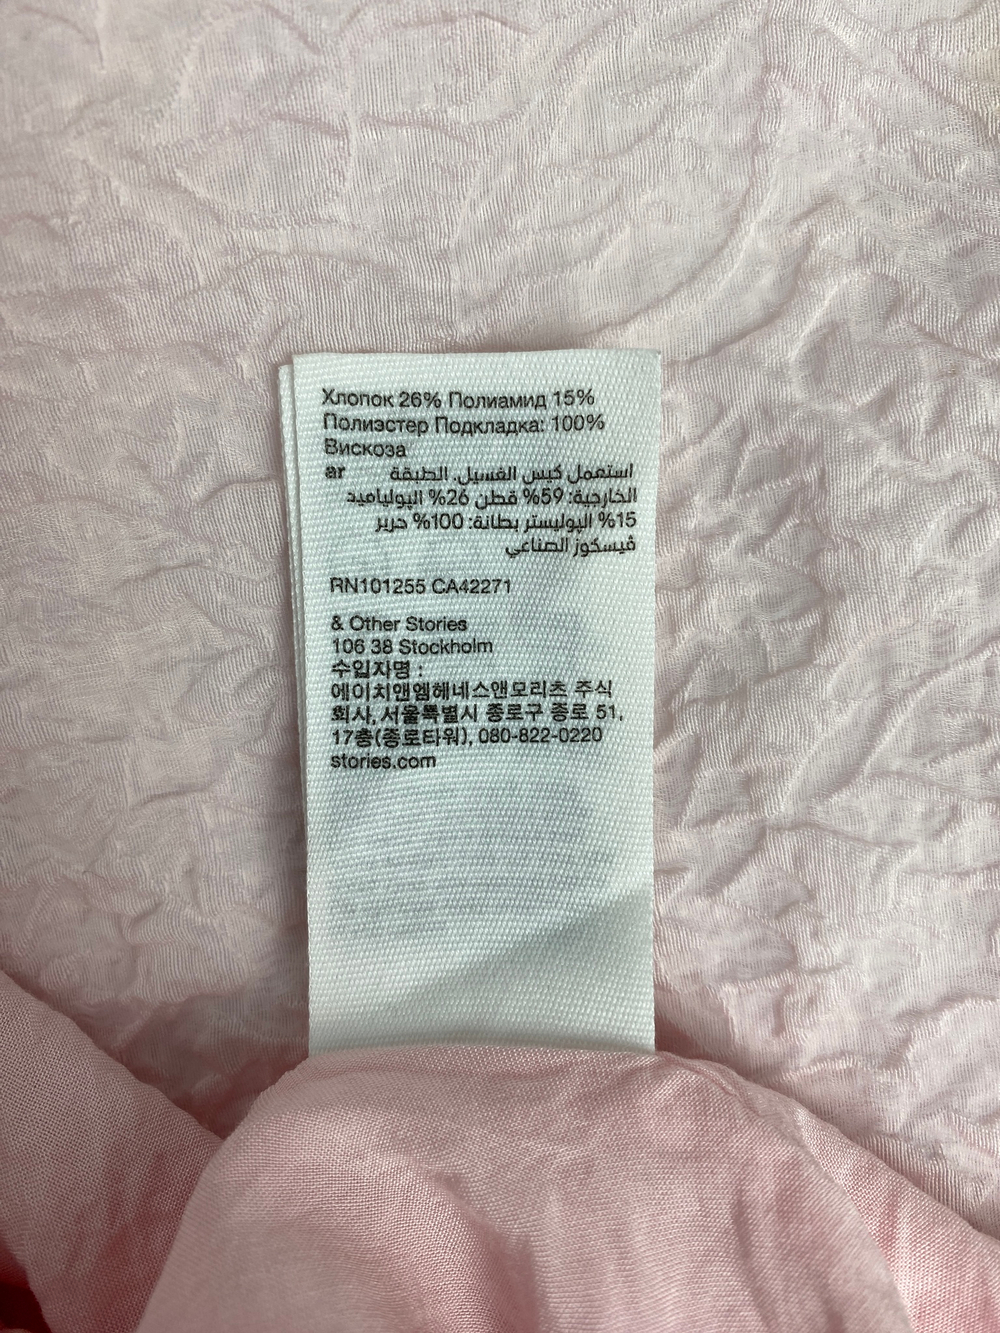 Хлопок 26% Полиамид 15%
Полиэстер Подкладка: 100%
Вискоза
ar استعمل كيس الغسيل. الطبقة
الخارجية: 59% قطن 26% البولياميد
15% البوليستر بطانة: 100% حرير
فيسكوز الصناعي
RN101255 CA42271
& Other Stories
106 38 Stockholm
수입자명 :
에이치앤엠헤네스앤모리츠 주식
회사, 서울특별시 종로구 종로 51,
17층(종로타워), 080-822-0220
stories.com